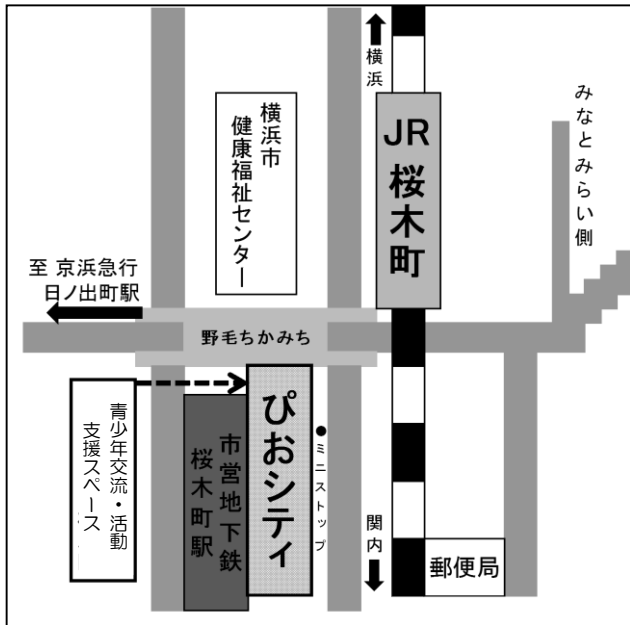 横浜
JR 桜木町
みなとみらい側
横浜市
健康福祉センター
至 京浜急行
日ノ出町駅
野毛ちかみち
青少年交流・活動
支援スペース
市営地下鉄
桜木町駅
ぴおシティ
●ミニストップ
関内
郵便局